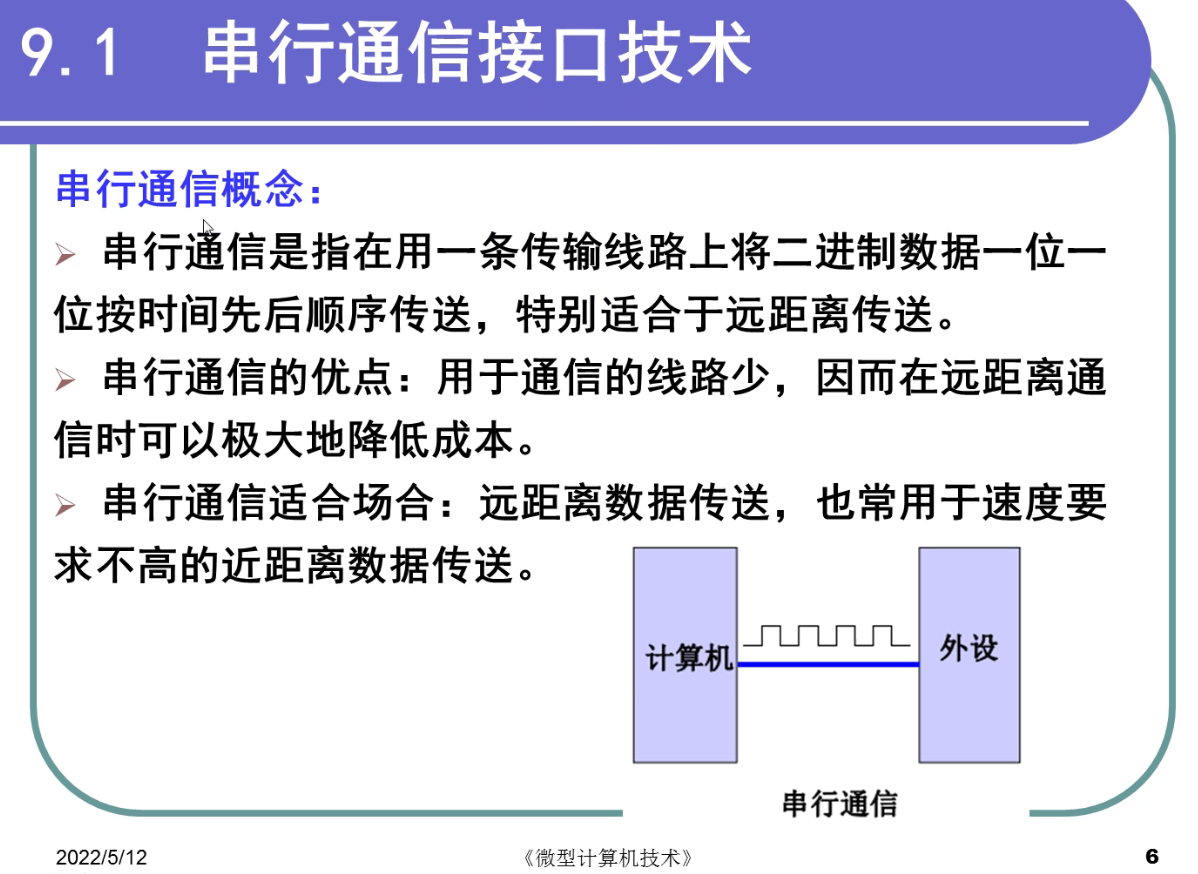 9.1 串行通信接口技术
串行通信概念：
串行通信是指在用一条传输线路上将二进制数据一位一
位按时间先后顺序传送，特别适合于远距离传送。
串行通信的优点：用于通信的线路少，因而在远距离通
信时可以极大地降低成本。
串行通信适合场合：远距离数据传送，也常用于速度要
求不高的近距离数据传送。
计算机
外设
串行通信
2022/5/12
《微型计算机技术》
6